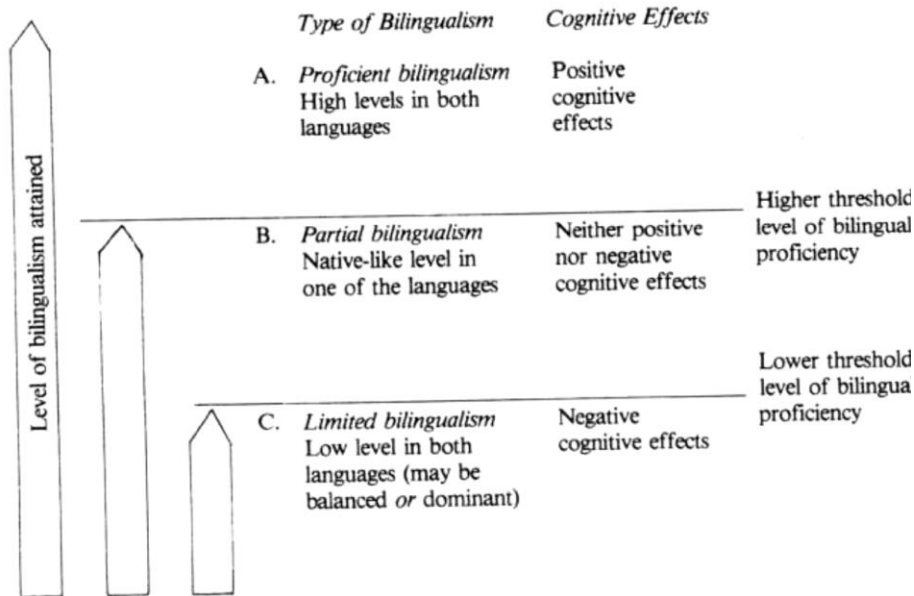 Type of Bilingualism Cognitive Effects
A. Proficient bilingualism Positive
High levels in both cognitive
languages effects
Level of bilingualism attained
Higher threshold
level of bilingual
proficiency
B. Partial bilingualism Neither positive
Native-like level in nor negative
one of the languages cognitive effects
Lower threshold
level of bilingual
proficiency
C. Limited bilingualism Negative
Low level in both cognitive effects
languages (may be
balanced or dominant)